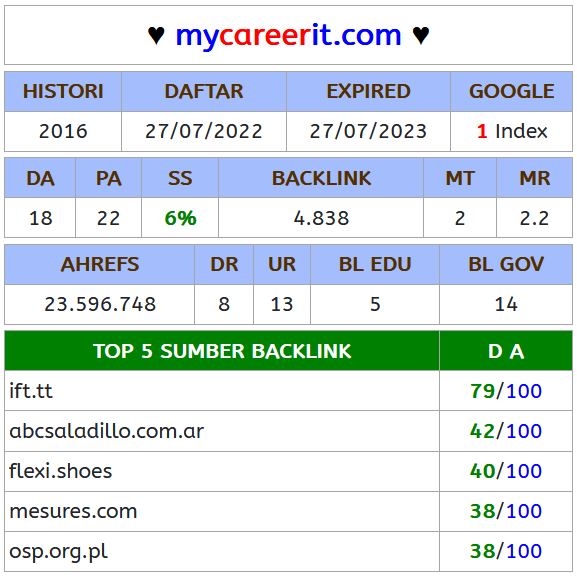 ♥ mycareerit.com ♥
HISTORI DAFTAR EXPIRED GOOGLE
2016 27/07/2022 27/07/2023 1 Index
DA PA SS BACKLINK MT MR
18 22 6% 4.838 2 2.2
AHREFS DR UR BL EDU BL GOV
23.596.748 8 13 5 14
TOP 5 SUMBER BACKLINK D A
ift.tt 79/100
abcsaladillo.com.ar 42/100
flexi.shoes 40/100
mesures.com 38/100
osp.org.pl 38/100